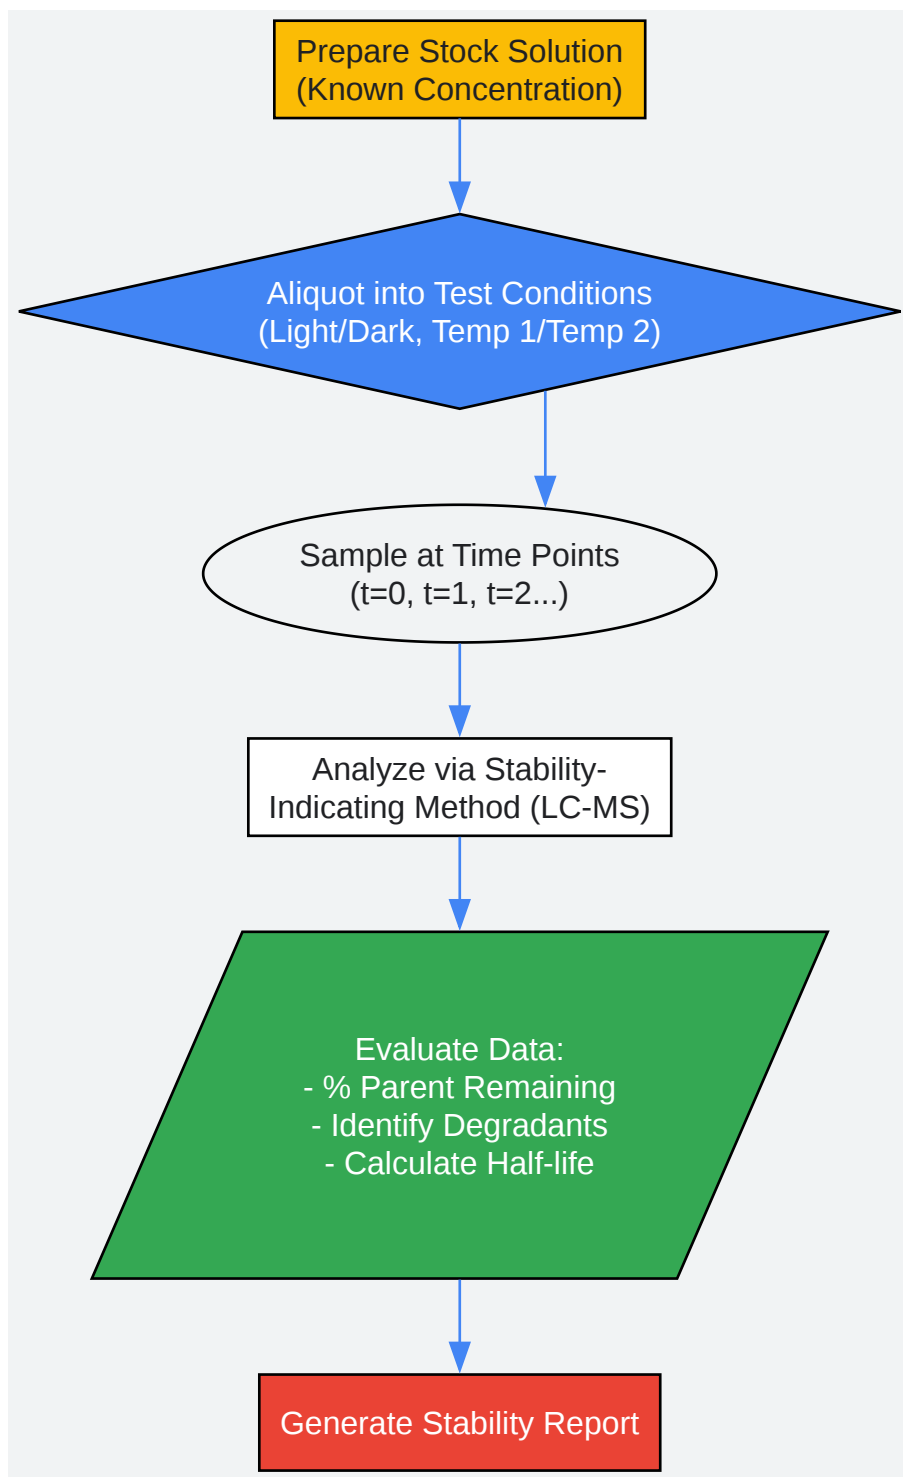 Prepare Stock Solution
(Known Concentration)
Aliquot into Test Conditions
(Light/Dark, Temp 1/Temp 2)
Sample at Time Points
(t=0, t=1, t=2...)
Analyze via Stability-
Indicating Method (LC-MS)
Evaluate Data:
- % Parent Remaining
- Identify Degradants
- Calculate Half-life
Generate Stability Report